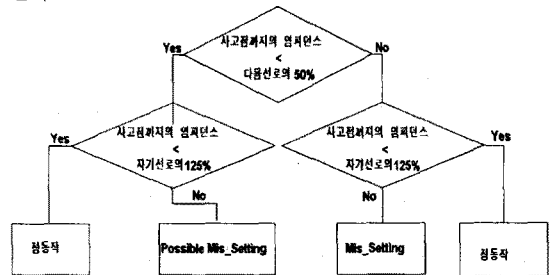 사고점까지의 임피던스
Yes
No
<
다음선로의 50%
사고점까지의 임피던스
사고점까지의 임피던스
Yes
Yes
<
<
자기선로의125%
자기선로의125%
No
No
정동작
Possible Mis_Setting
Mis_Setting
정동작